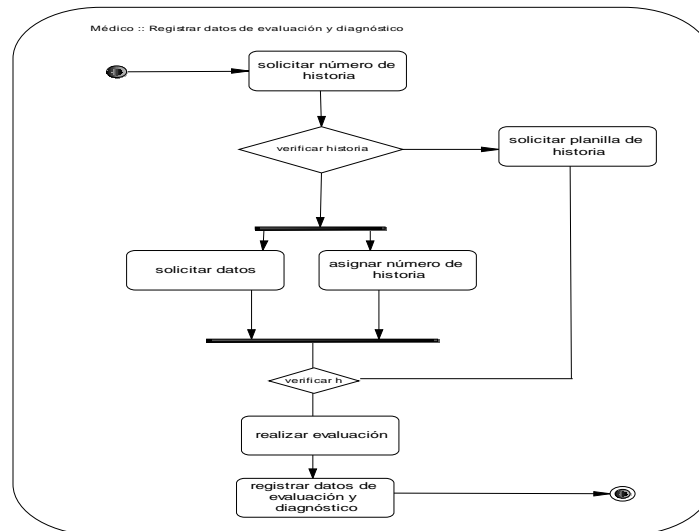 Médico :: Registrar datos de evaluación y diagnóstico
solicitar número de
historia
verificar historia
solicitar planilla de
historia
solicitar datos
asignar número de
historia
verificar h
realizar evaluación
registrar datos de
evaluación y
diagnóstico